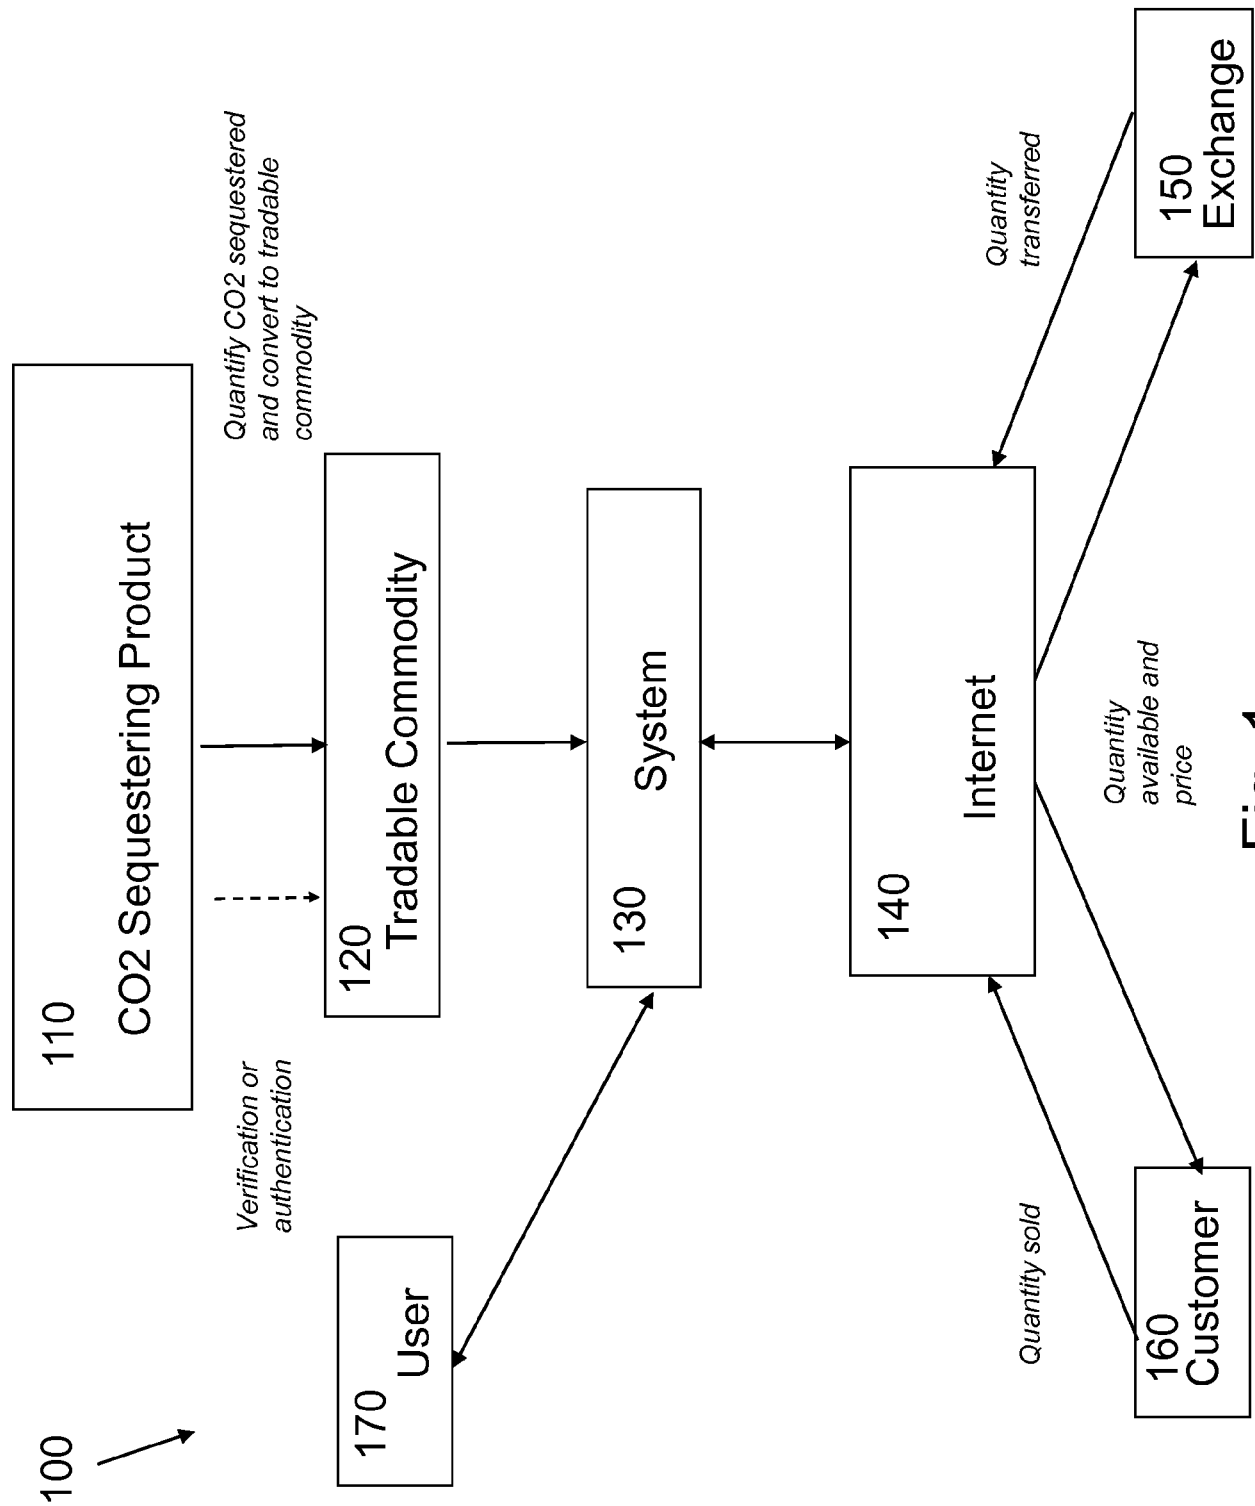 100
110
CO2 Sequestering Product
Verification or
authentication
Quantify CO2 sequestered
and convert to tradable
commodity
170
User
120
Tradable Commodity
130
System
140
Internet
Quantity sold
Quantity
transferred
Quantity
available and
price
160
Customer
150
Exchange